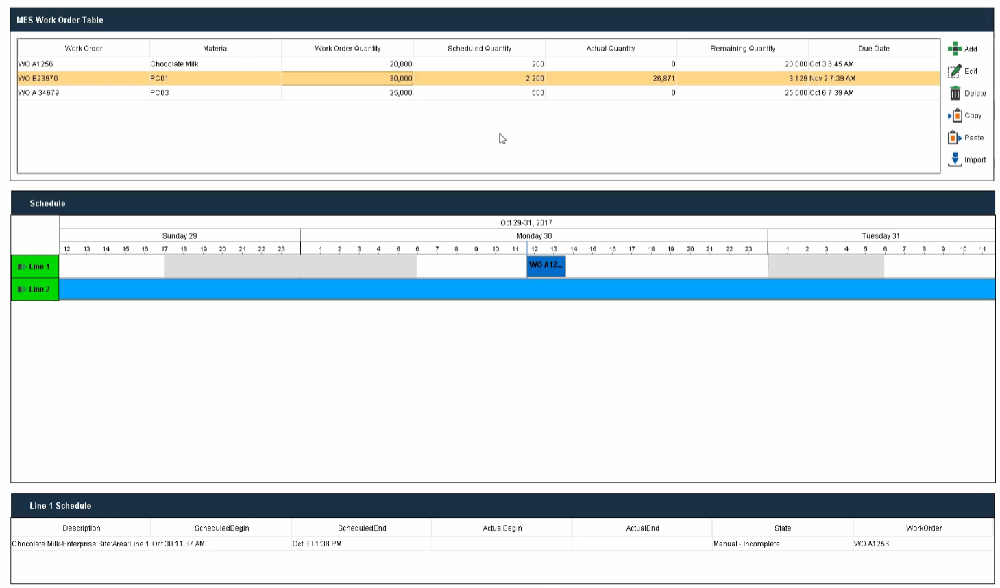 MES Work Order Table
Work Order Material Work Order Quantity Scheduled Quantity Actual Quantity Remaining Quantity Due Date
WO A1256 Chocolate Milk 20,000 200 0 20,000 Oct 3 6:45 AM
WO B23970 PC01 30,000 2,200 26,871 3,129 Nov 2 7:39 AM
WO A 34679 PC03 25,000 500 0 25,000 Oct 6 7:39 AM
Add
Edit
Delete
Copy
Paste
Import
Schedule
Oct 29-31, 2017
Sunday 29 Monday 30 Tuesday 31
12 13 14 15 16 17 18 19 20 21 22 23 1 2 3 4 5 6 7 8 9 10 11 12 13 14 15 16 17 18 19 20 21 22 23 1 2 3 4 5 6 7 8 9 10 11
Line 1 WO A12...
Line 2
Line 1 Schedule
Description ScheduledBegin ScheduledEnd ActualBegin ActualEnd State WorkOrder
Chocolate Milk-Enterprise:Site:Area:Line 1 Oct 30 11:37 AM Oct 30 1:38 PM Manual - Incomplete WO A1256